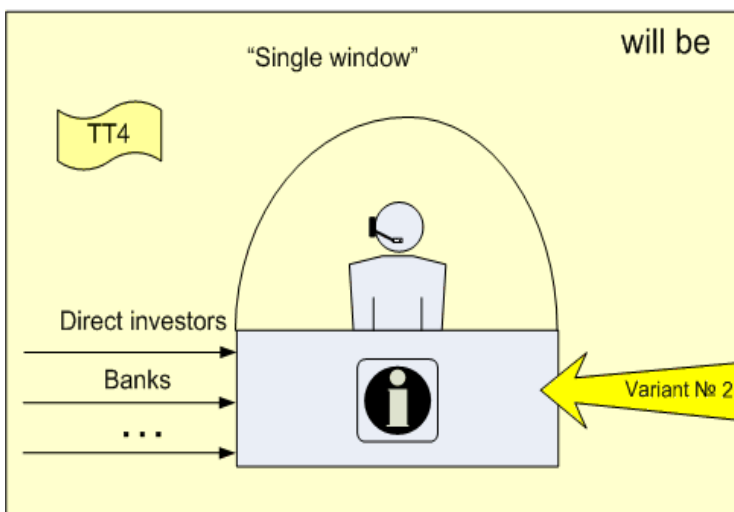 will be
“Single window”
TT4
Direct investors
Banks
...
Variant № 2